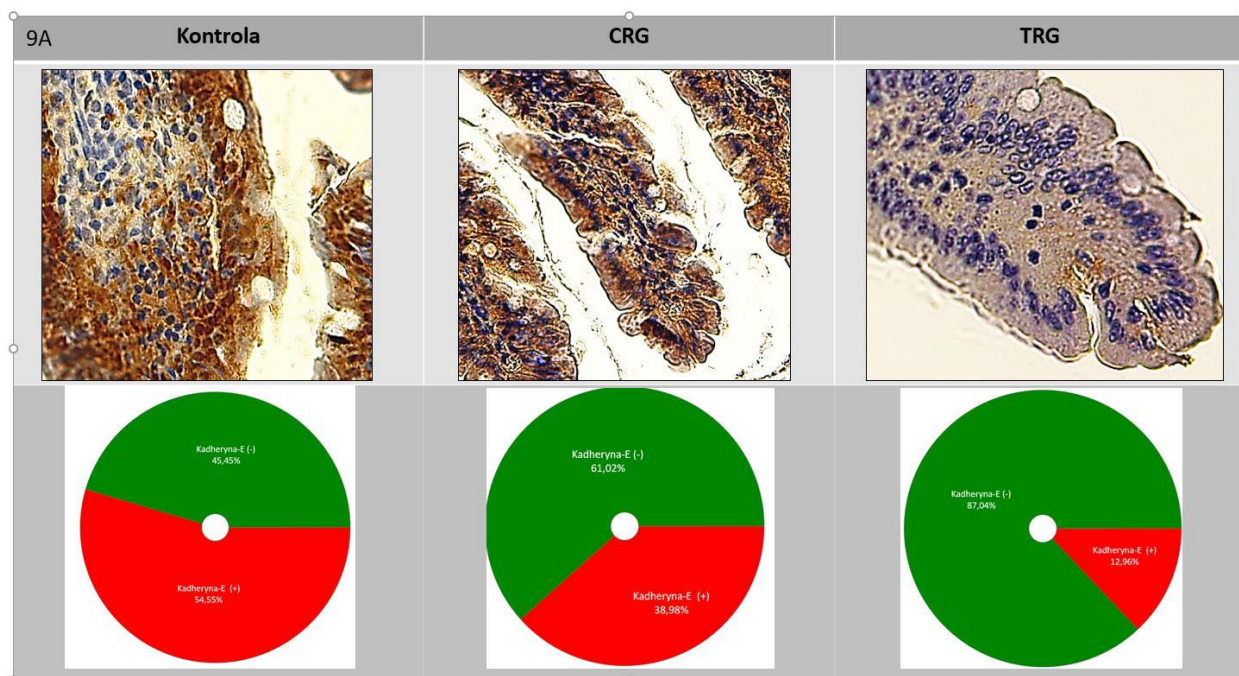 9A
Kontrola
CRG
TRG
Kadheryna-E (-)
45,45%
Kadheryna-E (+)
54,55%
Kadheryna-E (-)
61,02%
Kadheryna-E (+)
38,98%
Kadheryna-E (-)
87,04%
Kadheryna-E (+)
12,96%